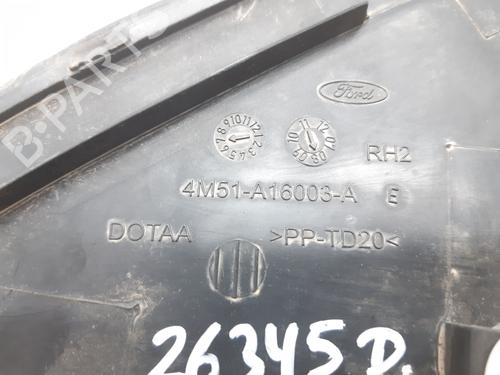 B-PARTS
Ford
RH2
4M51-A16003-A E
DOTAA >PP-TD20<
26345 D.